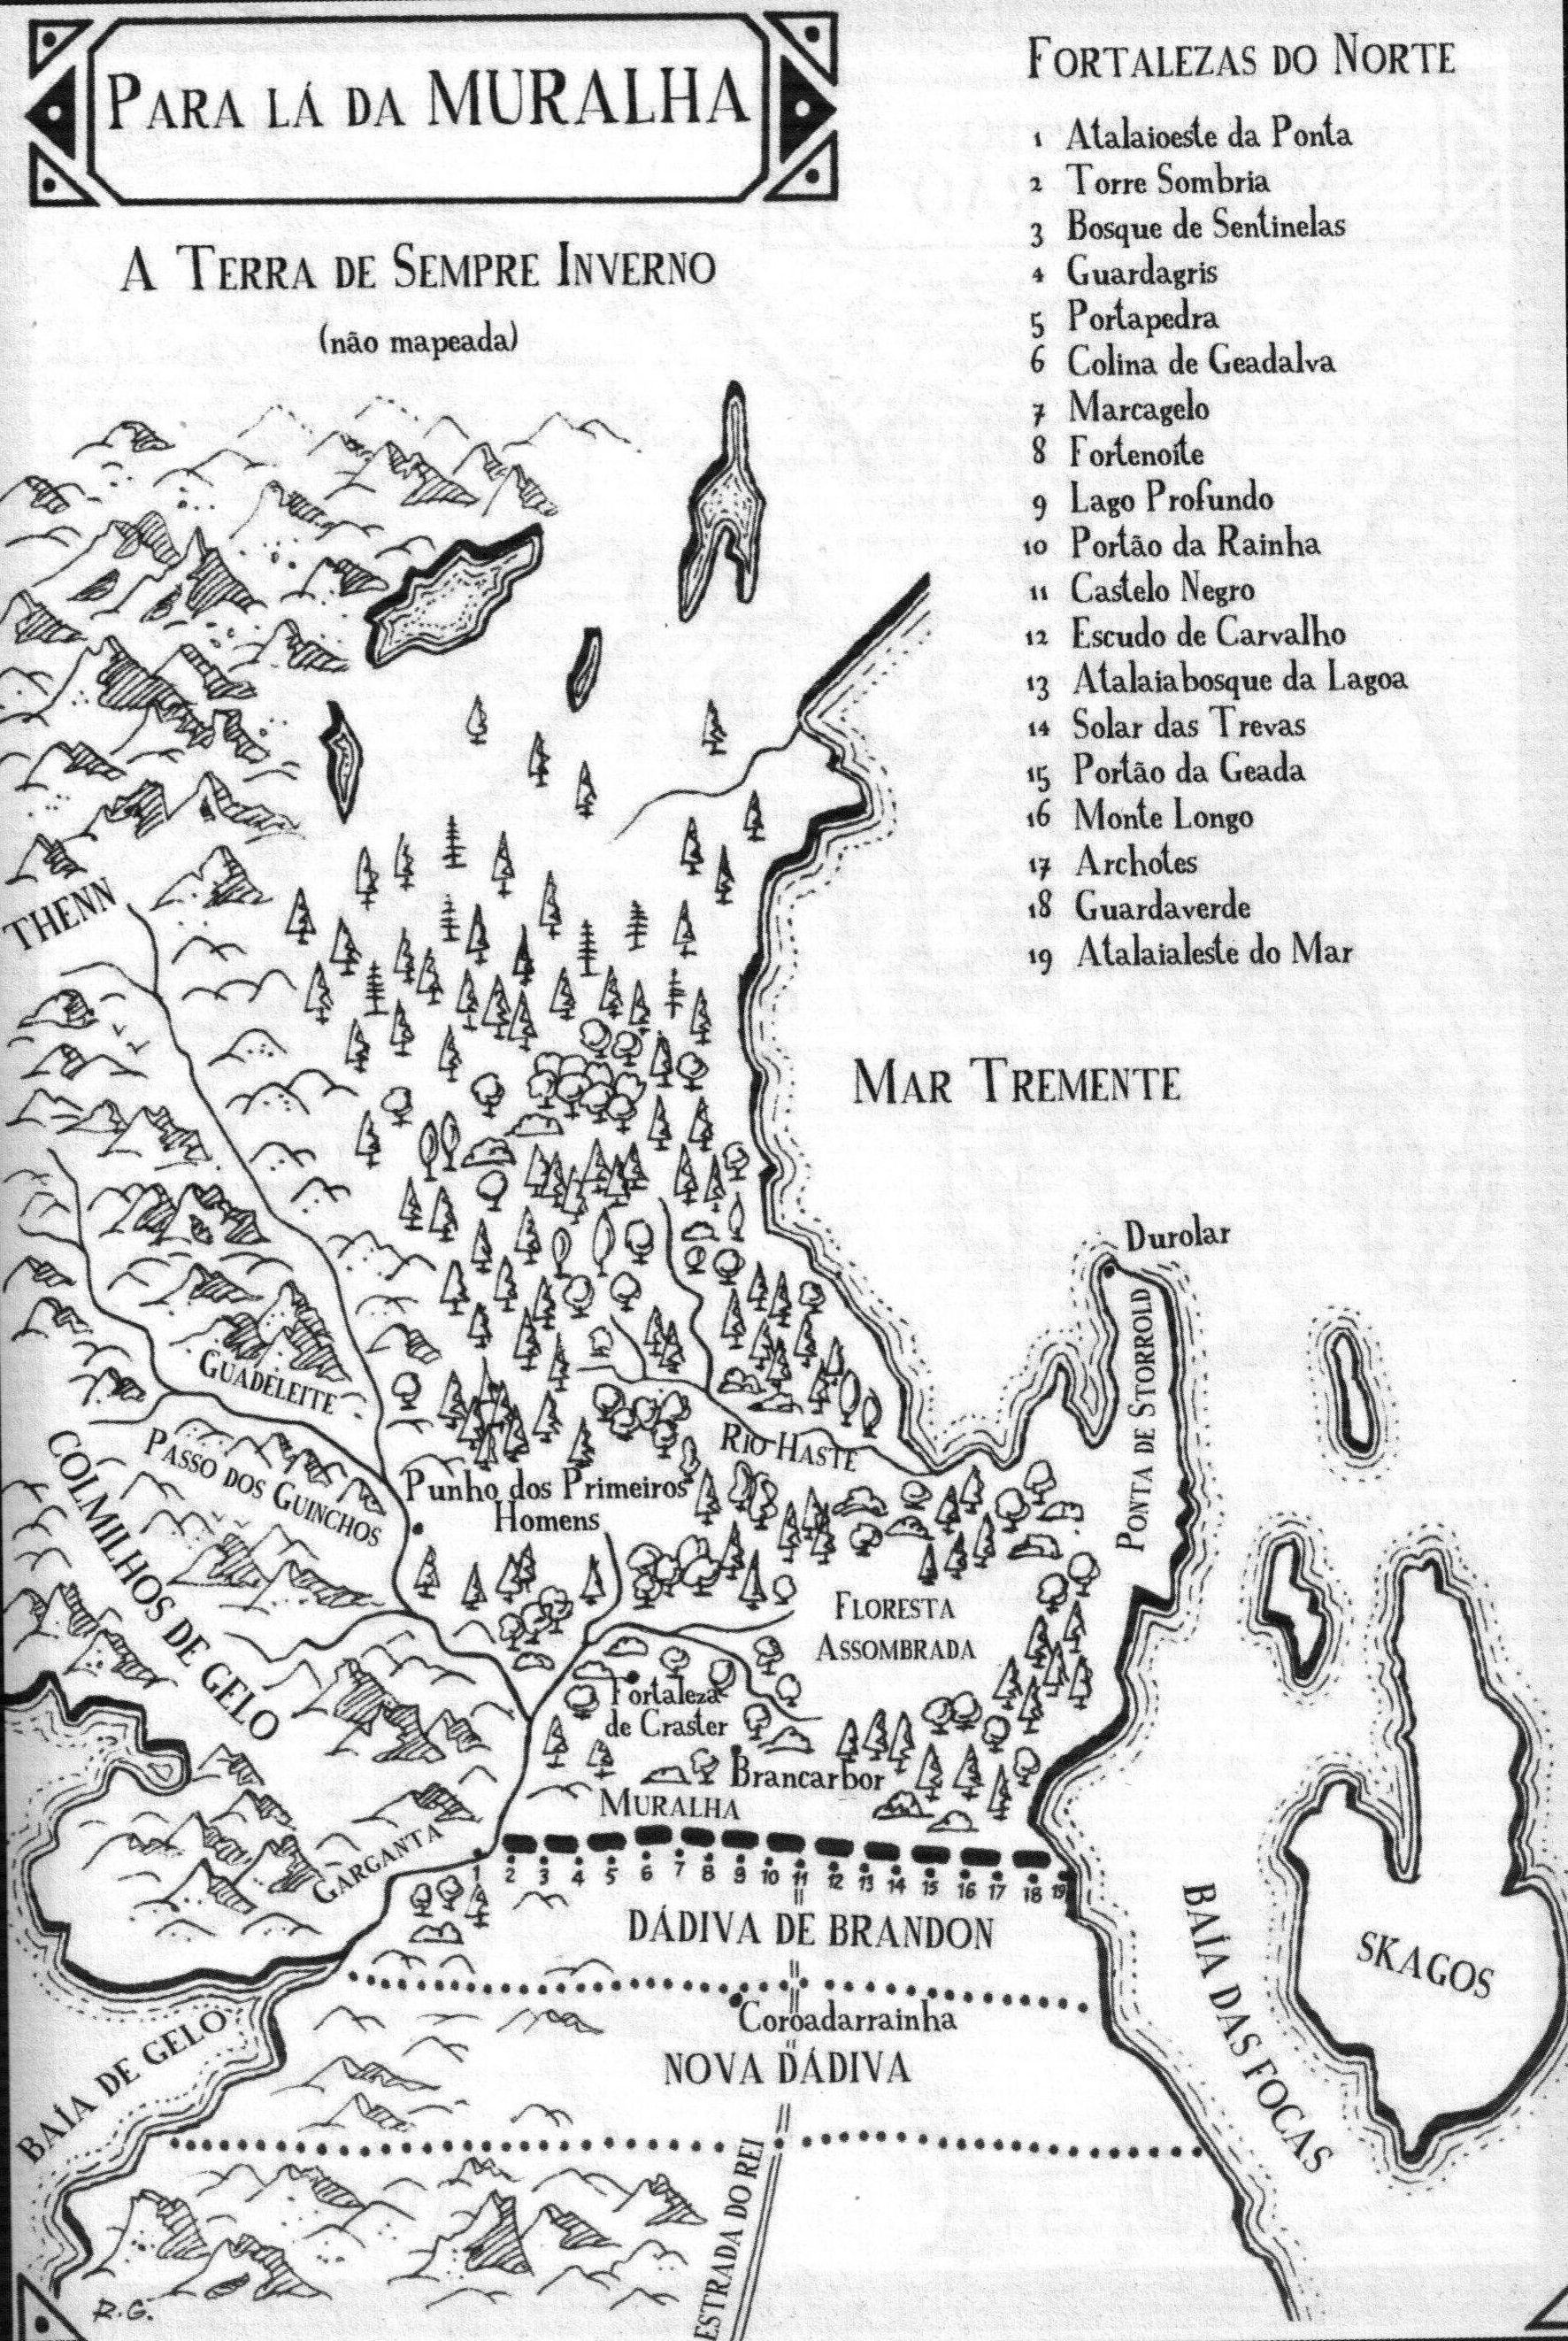 PARA LÁ DA MURALHA
A TERRA DE SEMPRE INVERNO
(não mapeada)
FORTALEZAS DO NORTE
1 Atalaioeste da Ponta
2 Torre Sombria
3 Bosque de Sentinelas
4 Guardagris
5 Portapedra
6 Colina de Geadalva
7 Marcagelo
8 Fortenoite
9 Lago Profundo
10 Portão da Rainha
11 Castelo Negro
12 Escudo de Carvalho
13 Atalaiabosque da Lagoa
14 Solar das Trevas
15 Portão da Geada
16 Monte Longo
17 Archotes
18 Guardaverde
19 Atalaialeste do Mar
THENN
MAR TREMENTE
Durolar
PONTA DE STORROLD
GUADELEITE
PASSO DOS GUINCHOS
COLMILHOS DE GELO
RIO HASTE
Punho dos Primeiros
Homens
FLORESTA
ASSOMBRADA
Fortaleza
de Craster
Brancarbor
MURALHA
GARGANTA
1 2 3 4 5 6 7 8 9 10 11 12 13 14 15 16 17 18 19
DÁDIVA DE BRANDON
SKAGOS
BAÍA DAS FOCAS
BAÍA DE GELO
Coroadarrainha
NOVA DÁDIVA
ESTRADA DO REI
R.G.